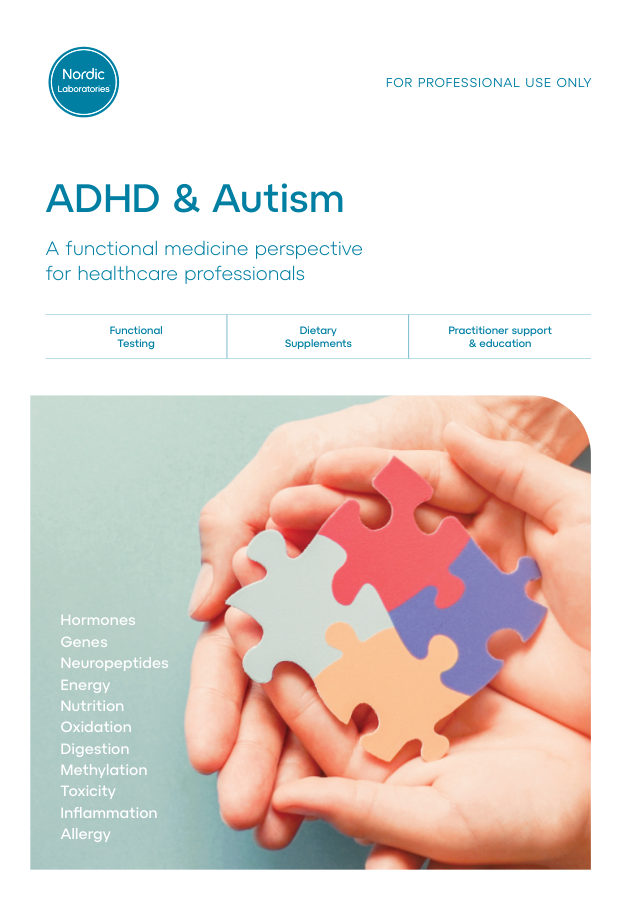 Nordic
Laboratories
FOR PROFESSIONAL USE ONLY
ADHD & Autism
A functional medicine perspective
for healthcare professionals
Functional
Testing
Dietary
Supplements
Practitioner support
& education
Hormones
Genes
Neuropeptides
Energy
Nutrition
Oxidation
Digestion
Methylation
Toxicity
Inflammation
Allergy